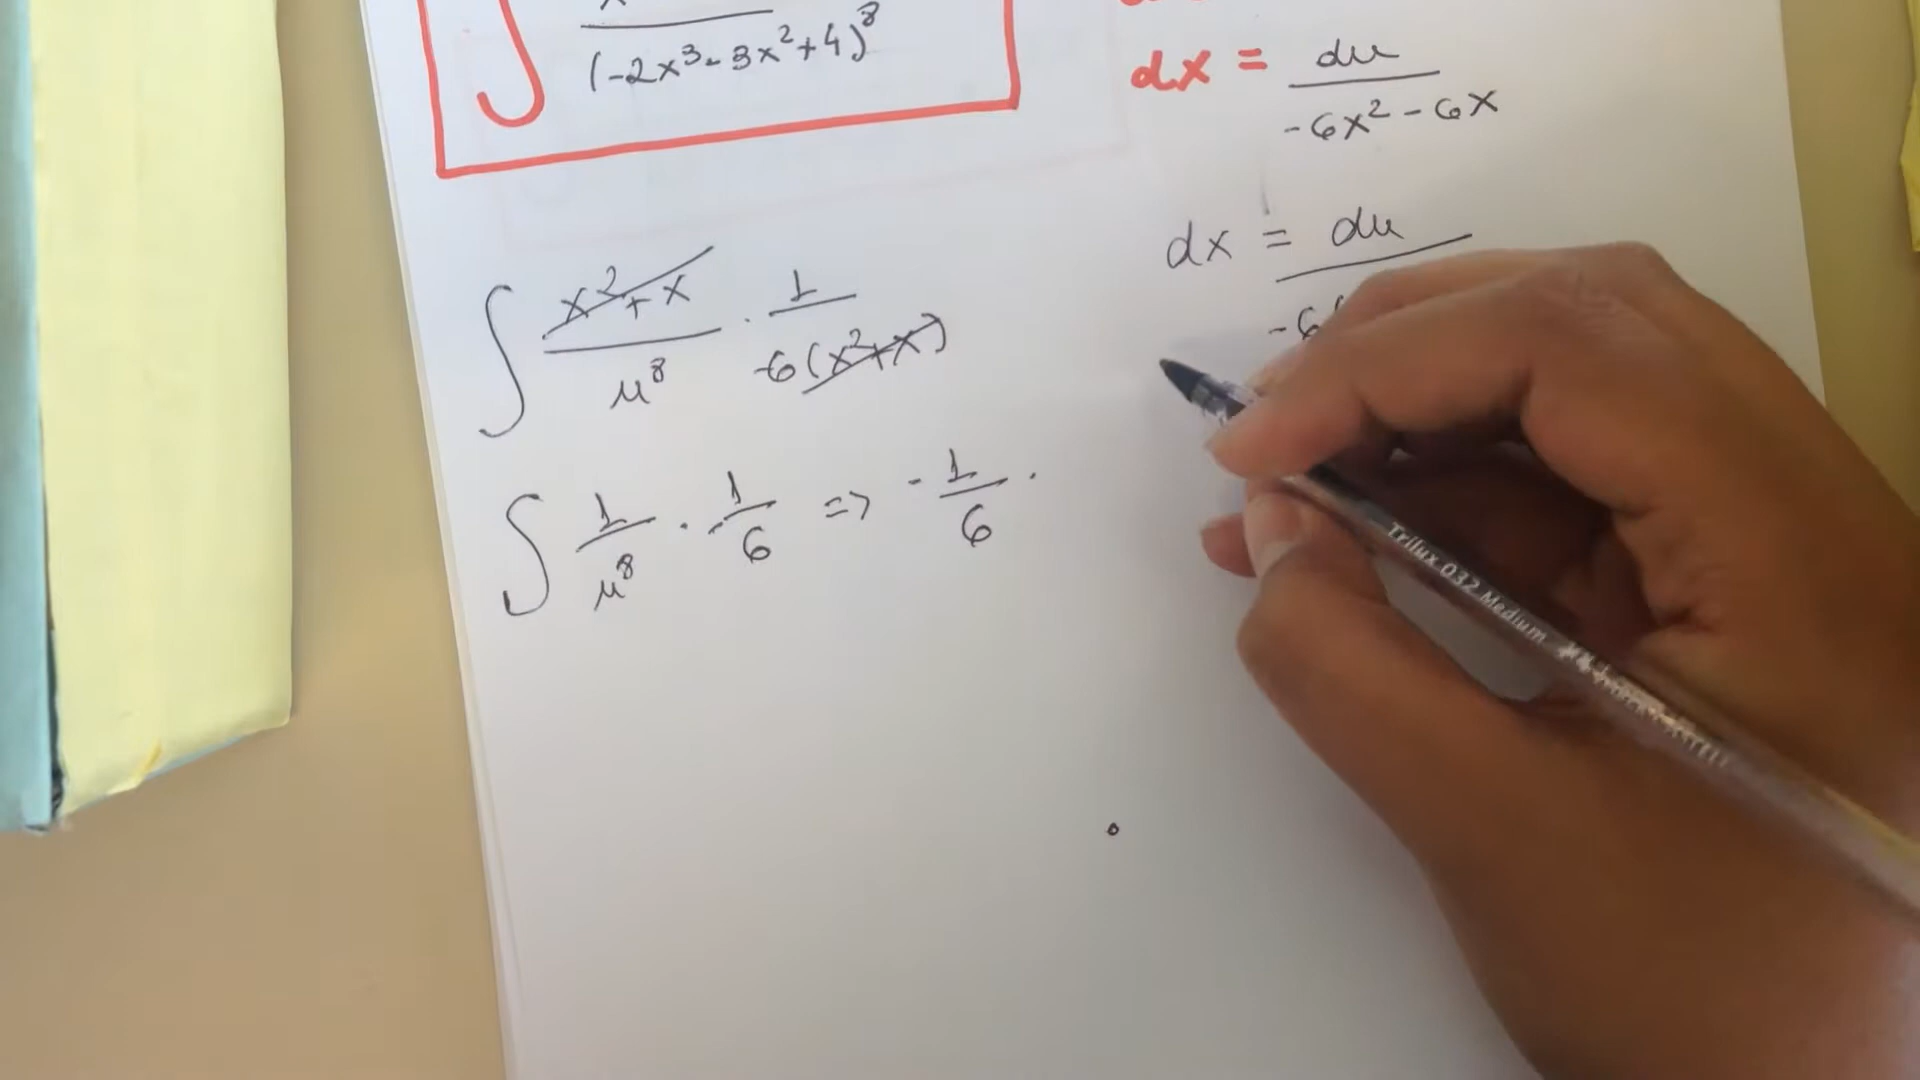 ∫ x / (-2x³-3x²+4)⁸
dx = du / -6x² - 6x
dx = du / -6(
∫ x²+x / u⁸ · 1 / -6(x²+x)
∫ 1 / u⁸ · -1 / 6 => - 1 / 6 ·
Trilux 032 Medium